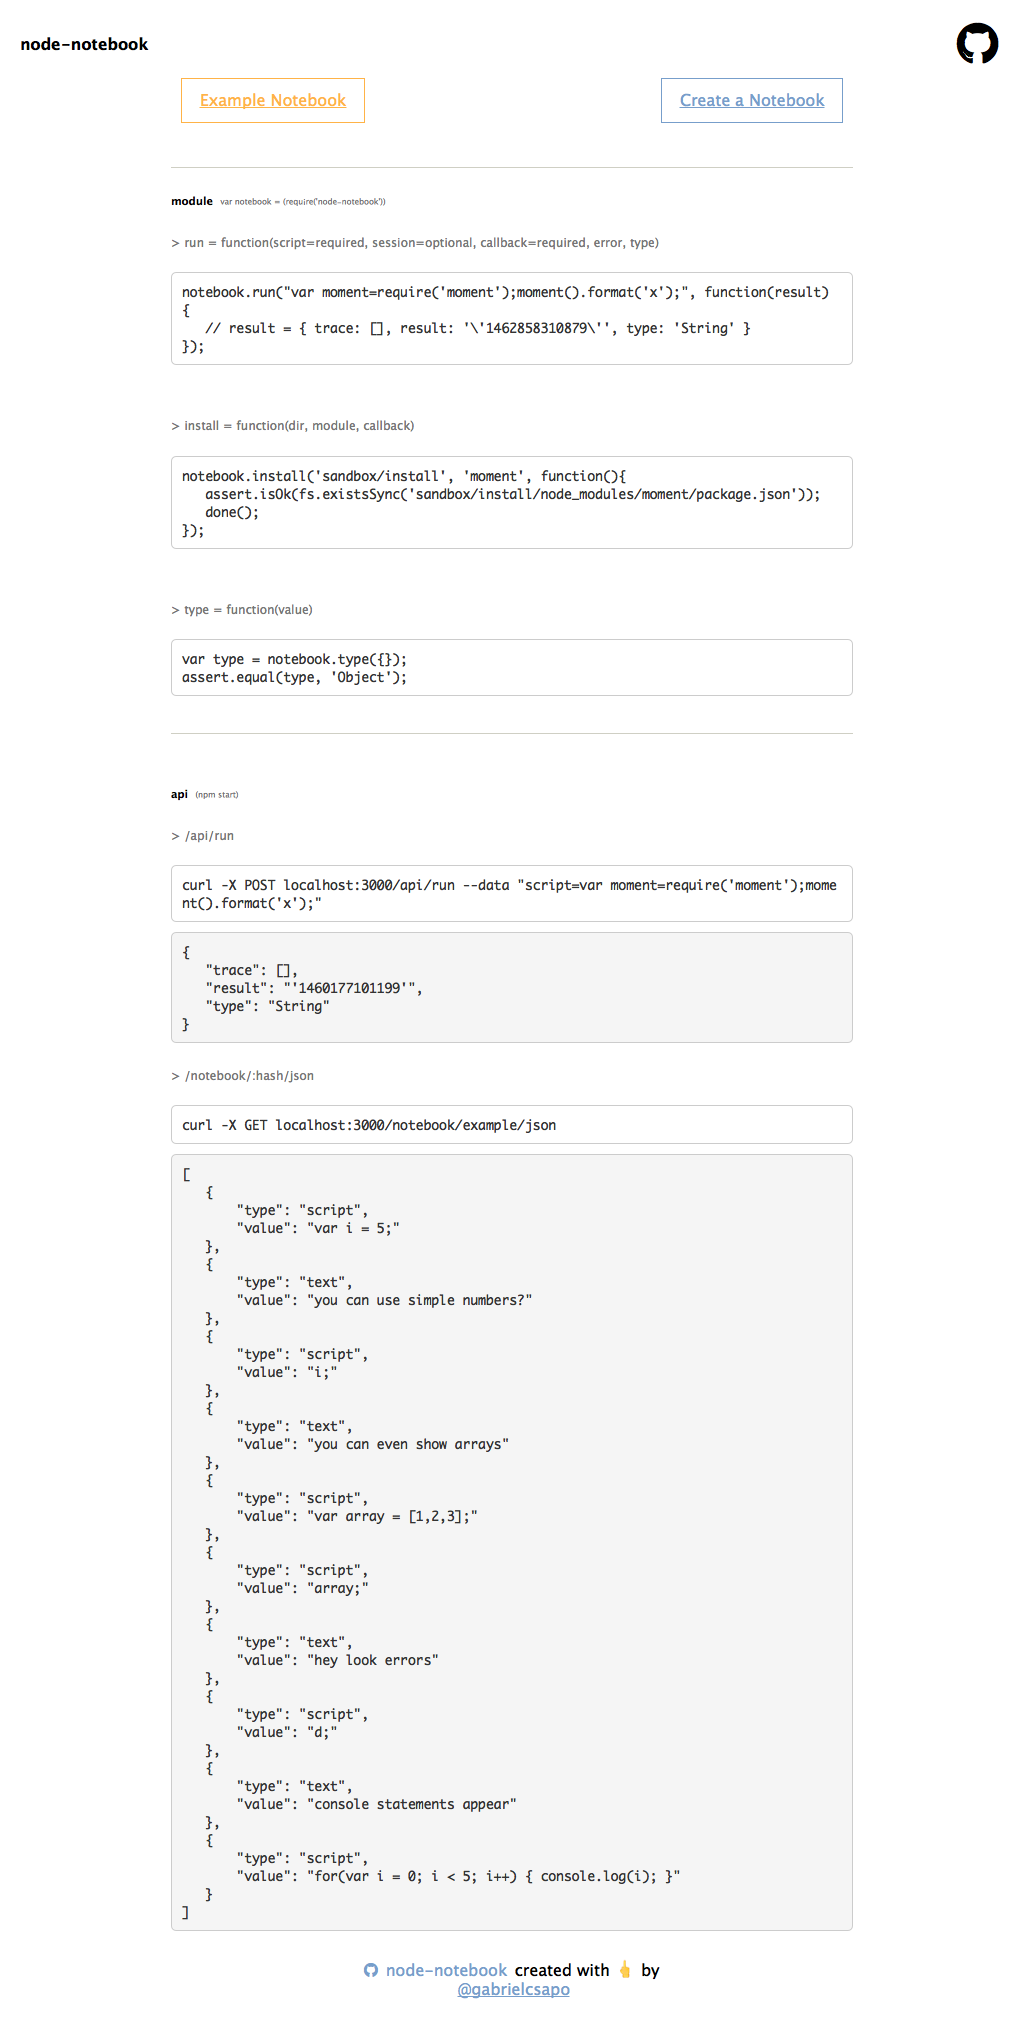 node-notebook
Example Notebook
Create a Notebook
module var notebook = (require('node-notebook'))
> run = function(script=required, session=optional, callback=required, error, type)
notebook.run("var moment=require('moment');moment().format('x');", function(result)
{
   // result = { trace: [], result: '\'1462858310879\'', type: 'String' }
});
> install = function(dir, module, callback)
notebook.install('sandbox/install', 'moment', function(){
   assert.isOk(fs.existsSync('sandbox/install/node_modules/moment/package.json'));
   done();
});
> type = function(value)
var type = notebook.type({});
assert.equal(type, 'Object');
api (npm start)
> /api/run
curl -X POST localhost:3000/api/run --data "script=var moment=require('moment');mome
nt().format('x');"
{
   "trace": [],
   "result": "'1460177101199'",
   "type": "String"
}
> /notebook/:hash/json
curl -X GET localhost:3000/notebook/example/json
[
   {
       "type": "script",
       "value": "var i = 5;"
   },
   {
       "type": "text",
       "value": "you can use simple numbers?"
   },
   {
       "type": "script",
       "value": "i;"
   },
   {
       "type": "text",
       "value": "you can even show arrays"
   },
   {
       "type": "script",
       "value": "var array = [1,2,3];"
   },
   {
       "type": "script",
       "value": "array;"
   },
   {
       "type": "text",
       "value": "hey look errors"
   },
   {
       "type": "script",
       "value": "d;"
   },
   {
       "type": "text",
       "value": "console statements appear"
   },
   {
       "type": "script",
       "value": "for(var i = 0; i < 5; i++) { console.log(i); }"
   }
]
node-notebook created with 👆 by
@gabrielcsapo